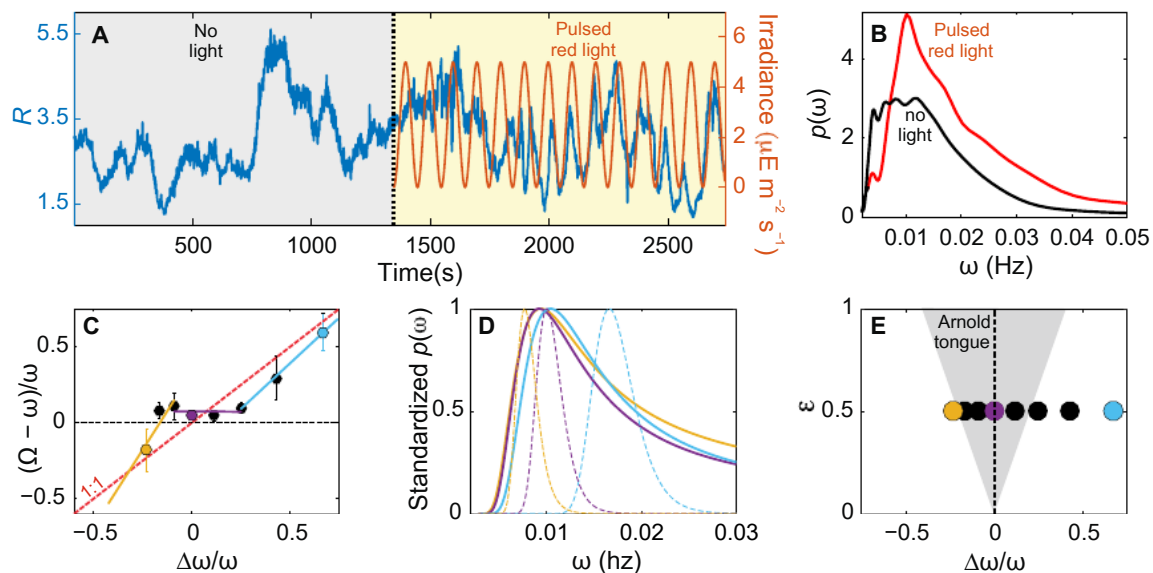 A
No
light
Pulsed
red light
5.5
3.5
1.5
R
6
4
2
0
Irradiance (μE m⁻² s⁻¹)
500
1000
1500
2000
2500
Time(s)
B
Pulsed
red light
no
light
4
2
0
p(ω)
0.01
0.02
0.03
0.04
0.05
ω (Hz)
C
0.5
0
−0.5
(Ω − ω)/ω
1:1
−0.5
0
0.5
Δω/ω
D
1
0.5
0
Standardized p(ω)
0.01
0.02
0.03
ω (hz)
E
Arnold
tongue
1
0.5
0
ε
−0.5
0
0.5
Δω/ω